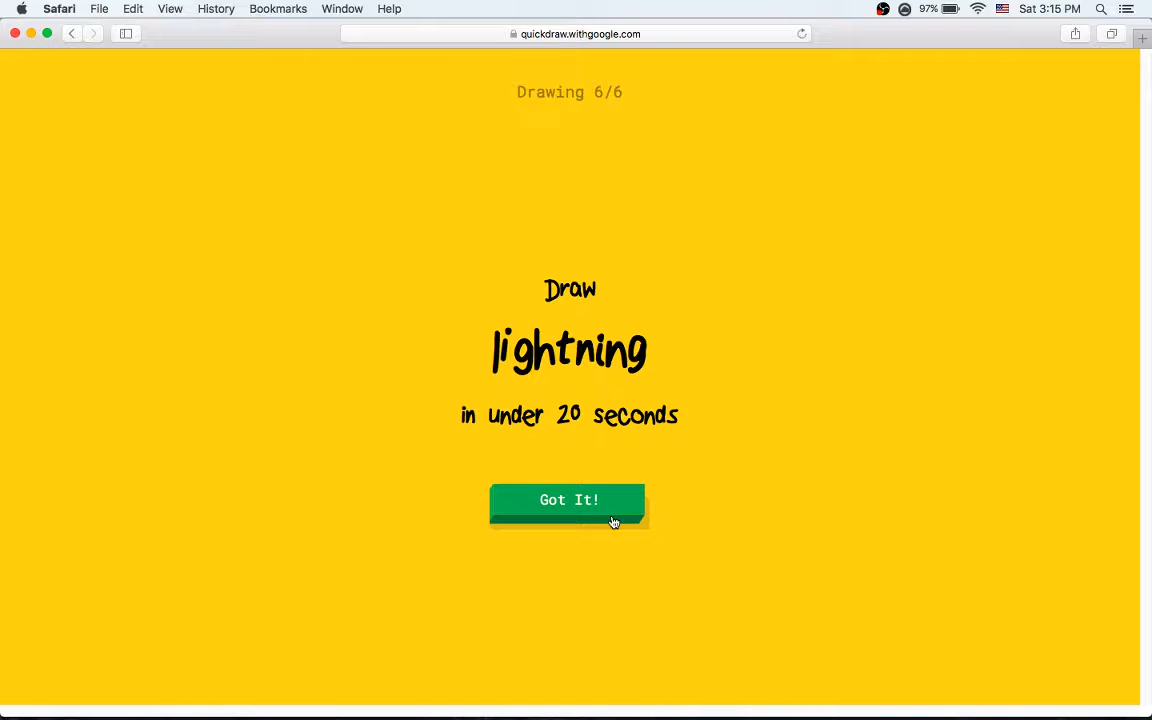 Safari File Edit View History Bookmarks Window Help 97% Sat 3:15 PM
quickdraw.withgoogle.com
Drawing 6/6
Draw
lightning
in under 20 seconds
Got It!